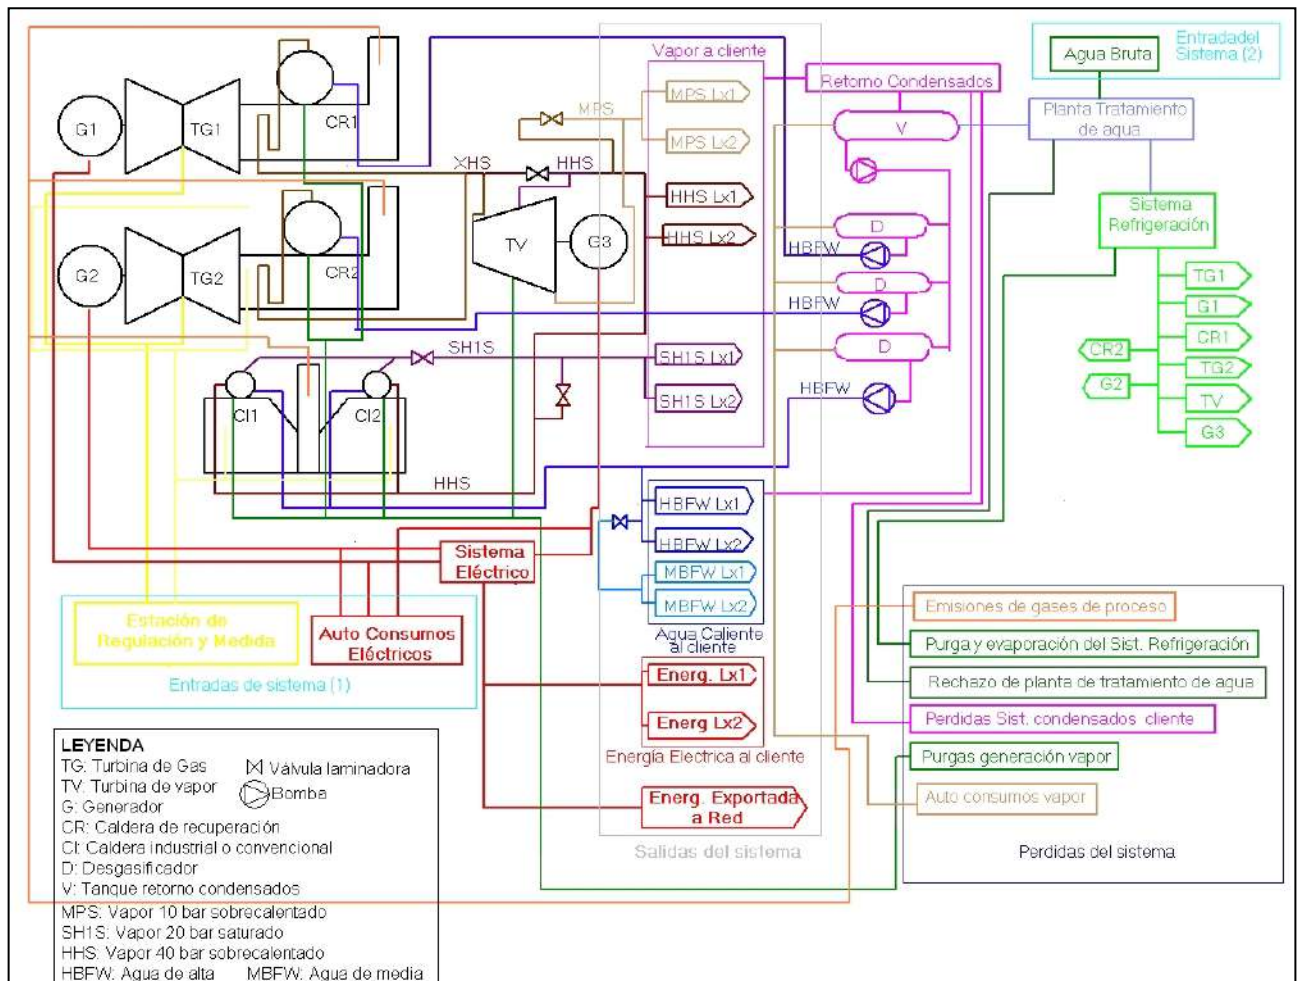 Vapor a cliente
MPS Lx1
MPS Lx2
HHS Lx1
HHS Lx2
SH1S Lx1
SH1S Lx2
Retorno Condensados
V
D
D
D
HBFW
HBFW
HBFW
Agua Bruta
Entradadel
Sistema (2)
Planta Tratamiento
de agua
Sistema
Refrigeración
TG1
G1
CR1
CR2
TG2
G2
TV
G3
G1
TG1
CR1
G2
TG2
CR2
XHS
HHS
MPS
TV
G3
SH1S
CI1
CI2
HHS
HBFW Lx1
HBFW Lx2
MBFW Lx1
MBFW Lx2
Agua Caliente
al cliente
Sistema
Eléctrico
Estación de
Regulación y Medida
Auto Consumos
Eléctricos
Entradas de sistema (1)
Energ. Lx1
Energ Lx2
Energía Electrica al cliente
Energ. Exportada
a Red
Salidas del sistema
Emisiones de gases de proceso
Purga y evaporación del Sist. Refrigeración
Rechazo de planta de tratamiento de agua
Perdidas Sist. condensados cliente
Purgas generación vapor
Auto consumos vapor
Perdidas del sistema
LEYENDA
TG: Turbina de Gas
Válvula laminadora
TV: Turbina de vapor
Bomba
G: Generador
CR: Caldera de recuperación
CI: Caldera industrial o convencional
D: Desgasificador
V: Tanque retorno condensados
MPS: Vapor 10 bar sobrecalentado
SH1S: Vapor 20 bar saturado
HHS: Vapor 40 bar sobrecalentado
HBFW: Agua de alta MBFW: Agua de media